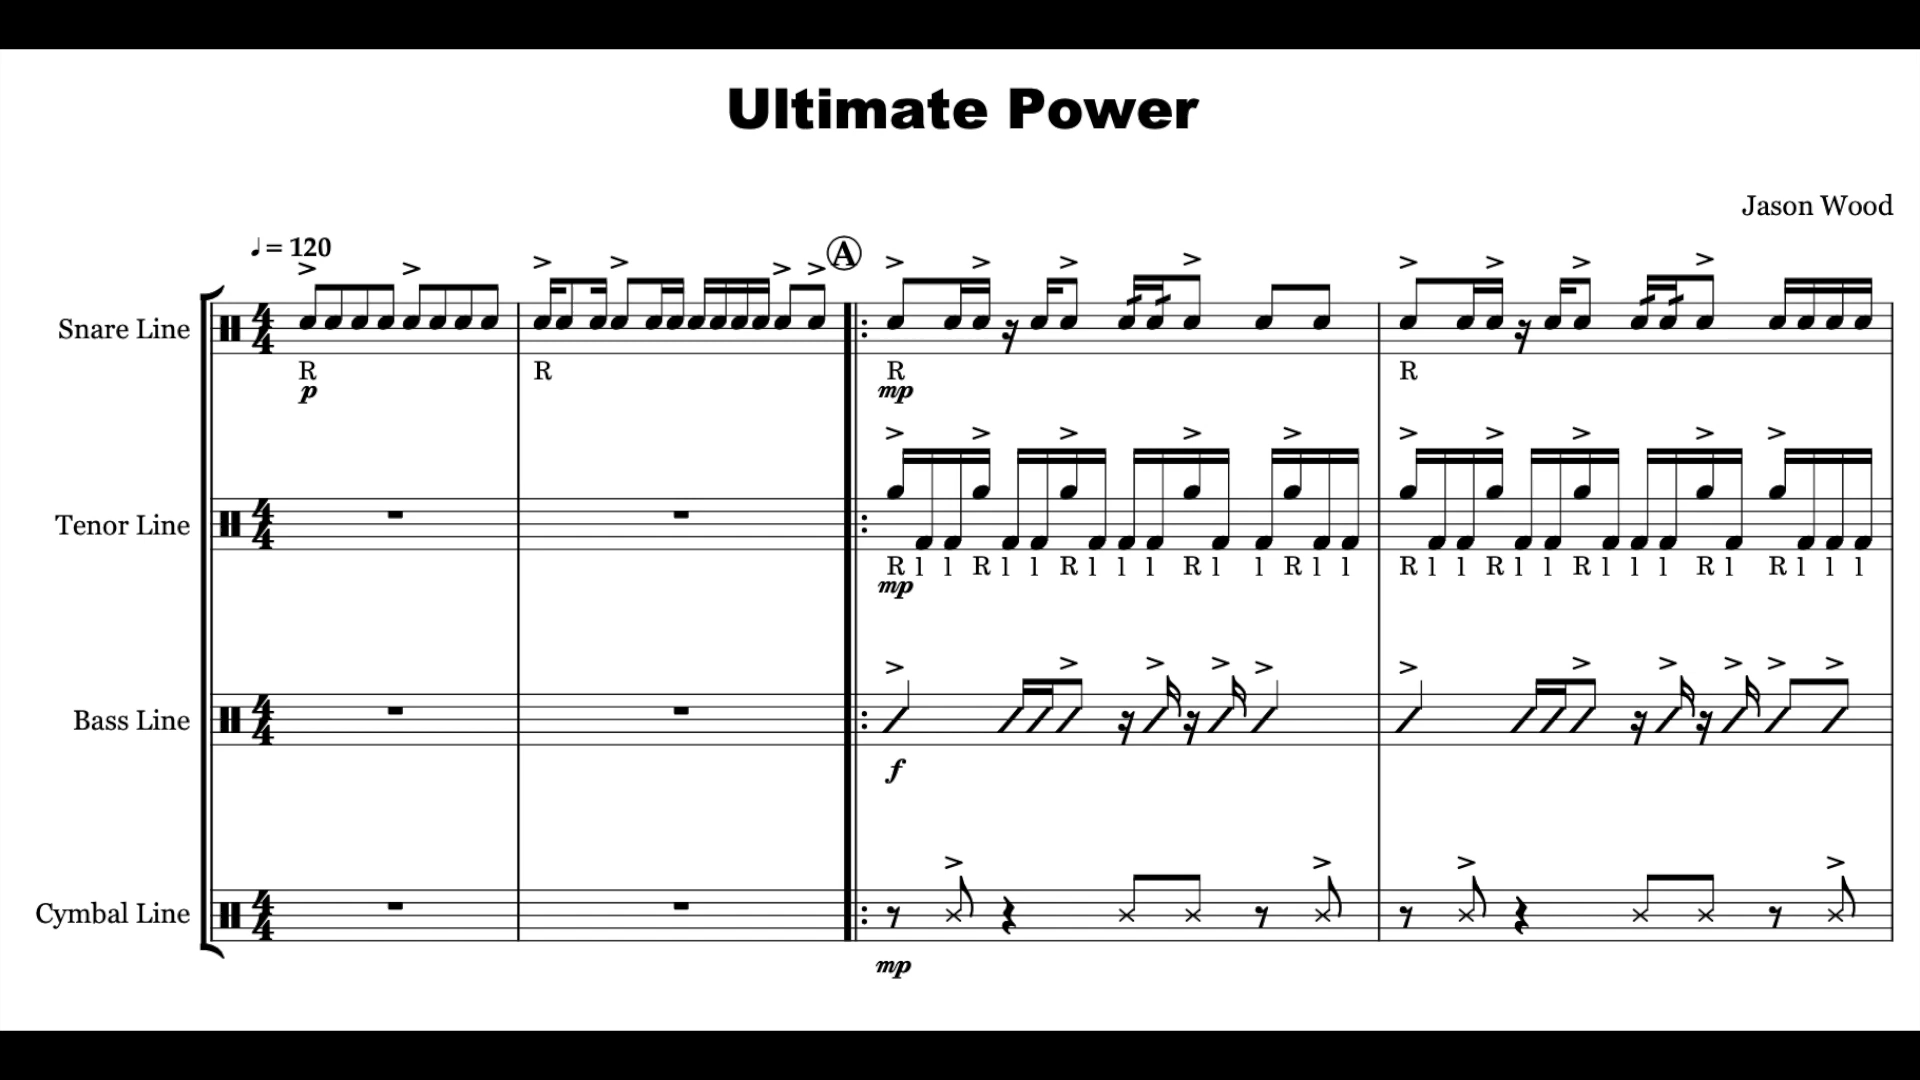 Ultimate Power
Jason Wood
♩= 120
A
Snare Line
R R R R
p mp
Tenor Line
R l l R l l R l l l R l l R l l R l l R l l R l l l R l R l l l
mp
Bass Line
f
Cymbal Line
mp